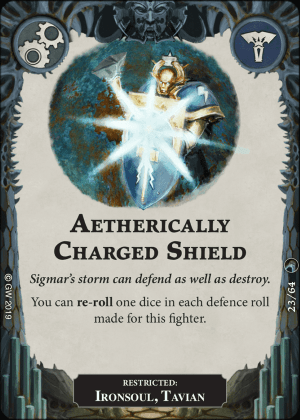 Aetherically
Charged Shield
Sigmar's storm can defend as well as destroy.
You can re-roll one dice in each defence roll
made for this fighter.
RESTRICTED:
Ironsoul, Tavian
© GW 2019
23/64